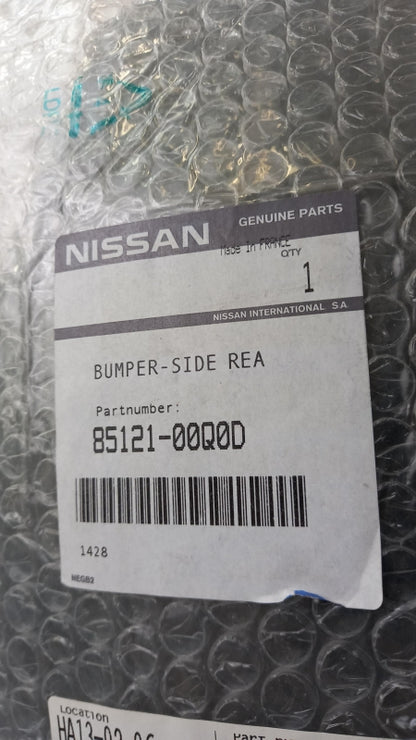 NISSAN
GENUINE PARTS
Made in FRANCE
QTY
1
NISSAN INTERNATIONAL S.A.
BUMPER-SIDE REA
Partnumber:
85121-00Q0D
1428
NEGB2
Location